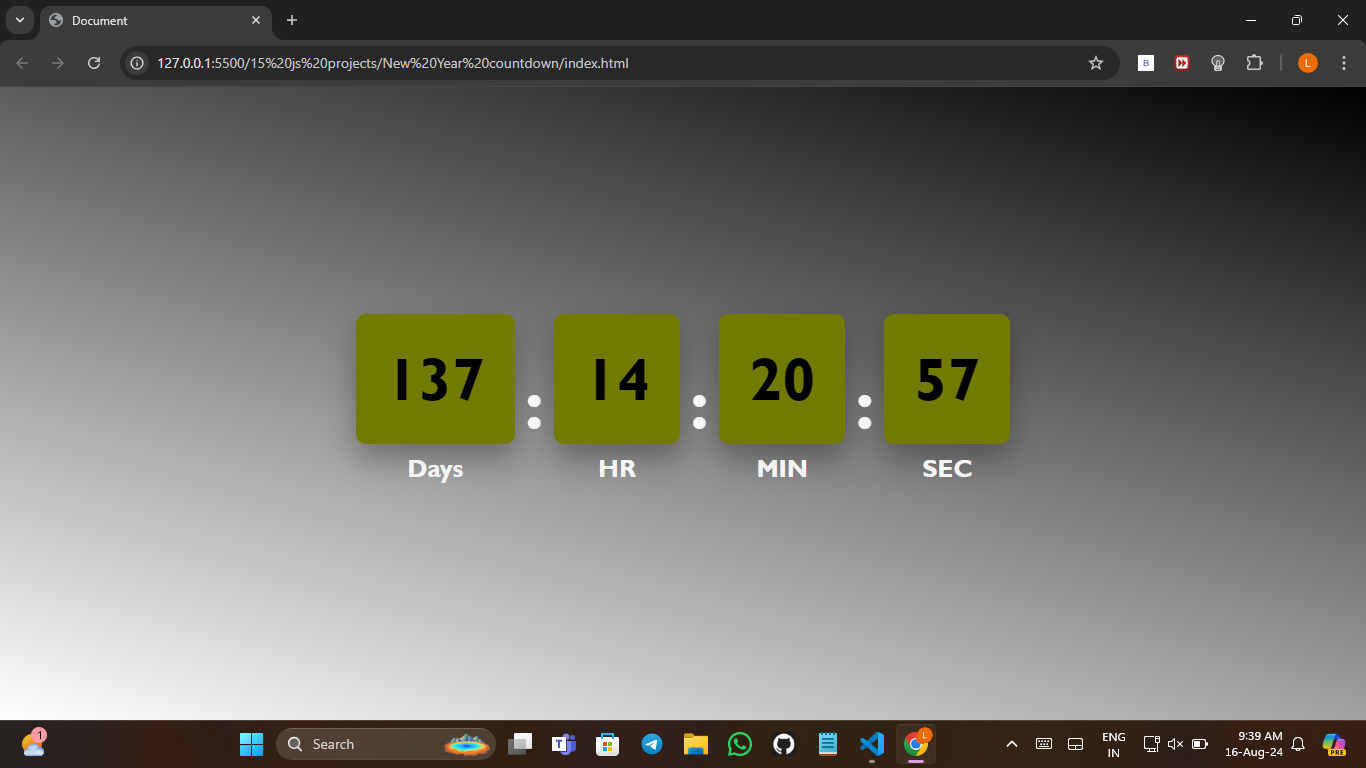 Document
127.0.0.1:5500/15%20js%20projects/New%20Year%20countdown/index.html
B
L
137 : 14 : 20 : 57
Days HR MIN SEC
1
Search
T
L
ENG
IN
9:39 AM
16-Aug-24
PRE